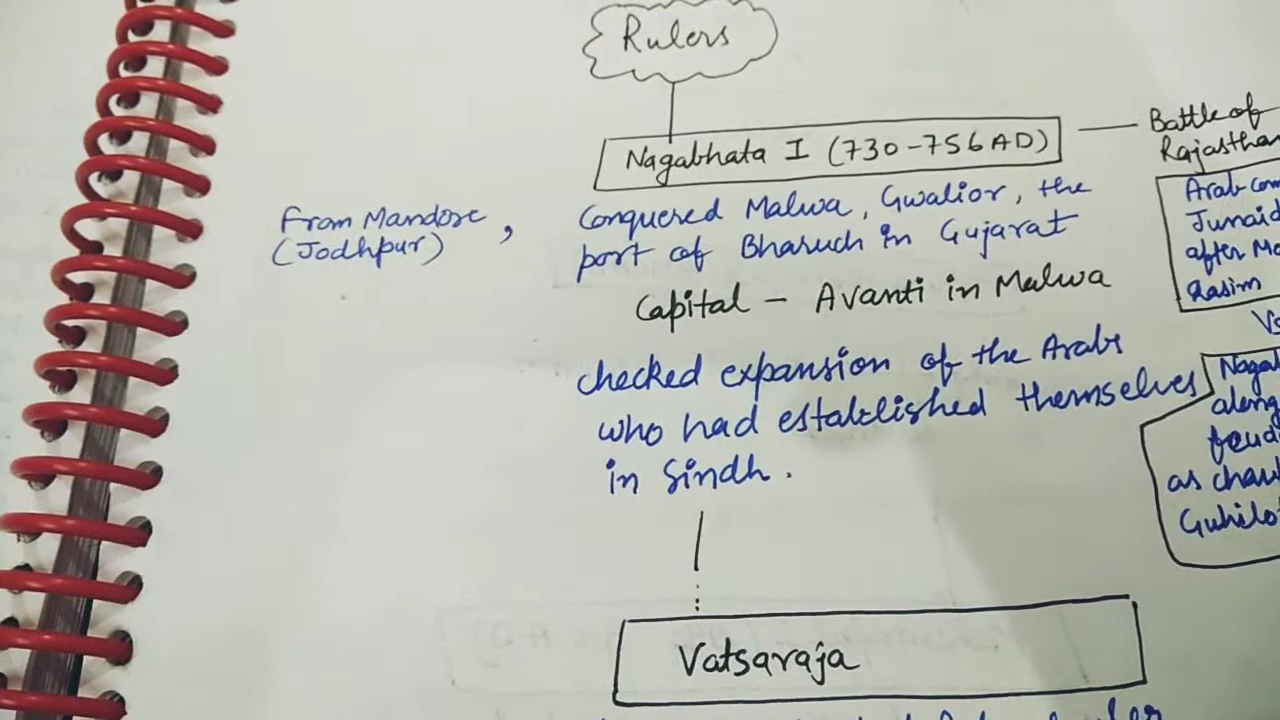 Rulers
Nagabhata I (730-756AD)
Battle of
Rajasthan
From Mandore,
(Jodhpur)
Conquered Malwa, Gwalior, the
port of Bharuch in Gujarat
Capital - Avanti in Malwa
checked expansion of the Arabs
who had established themselves
in Sindh.
Arab com
Junaid
after Mo
Qasim
Nagab
along
feud
as chau
Guhilo
Vatsaraja